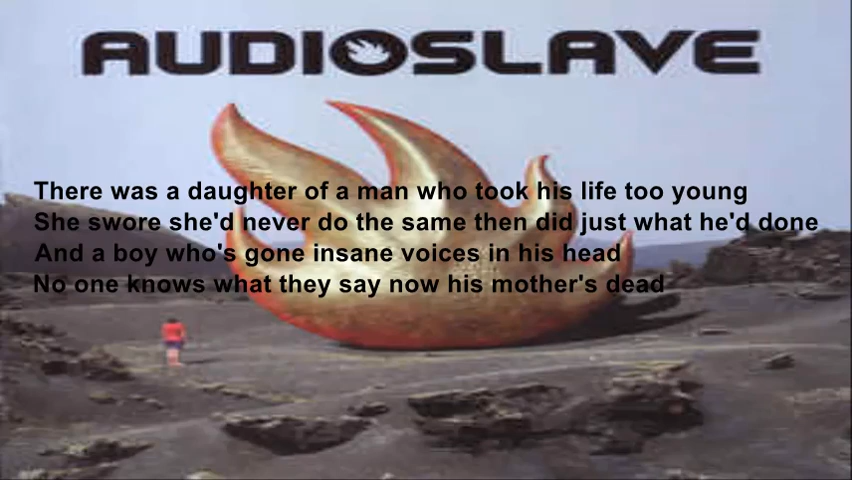 AUDIOSLAVE
There was a daughter of a man who took his life too young
She swore she'd never do the same then did just what he'd done
And a boy who's gone insane voices in his head
No one knows what they say now his mother's dead